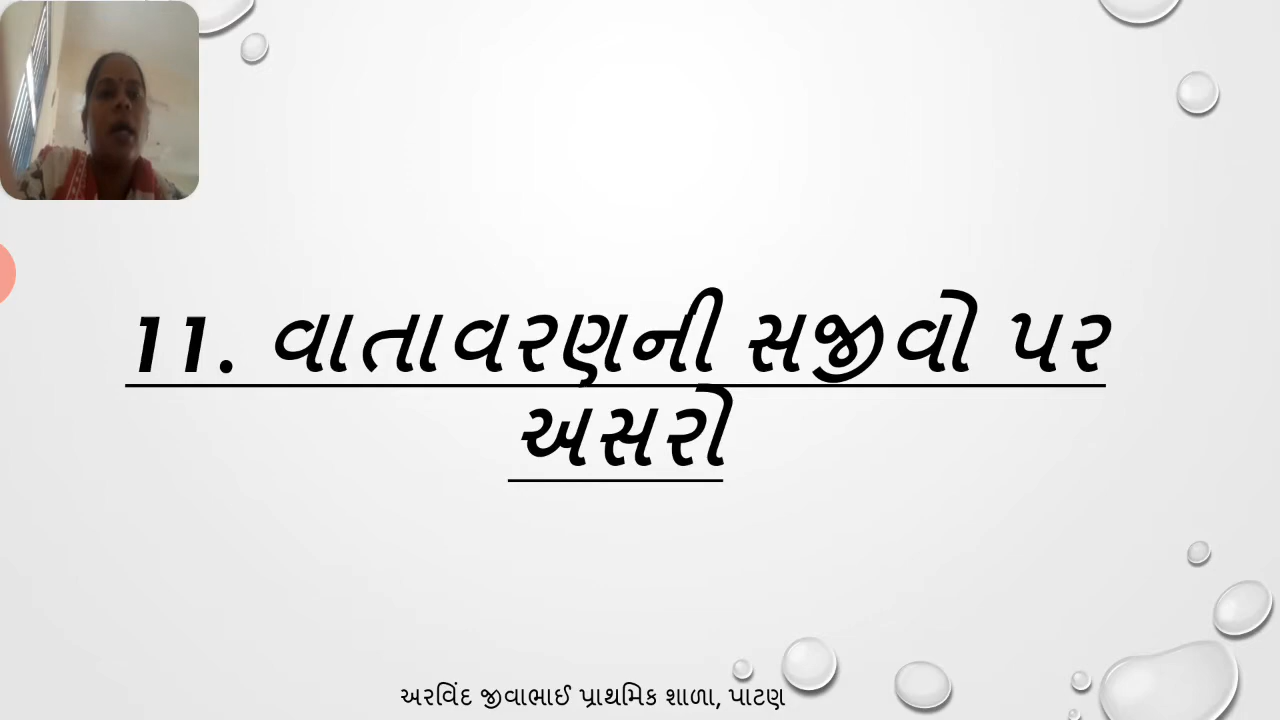 11. વાતાવરણની સજીવો પર
અસરો
અરવિંદ જીવાભાઈ પ્રાથમિક શાળા, પાટણ